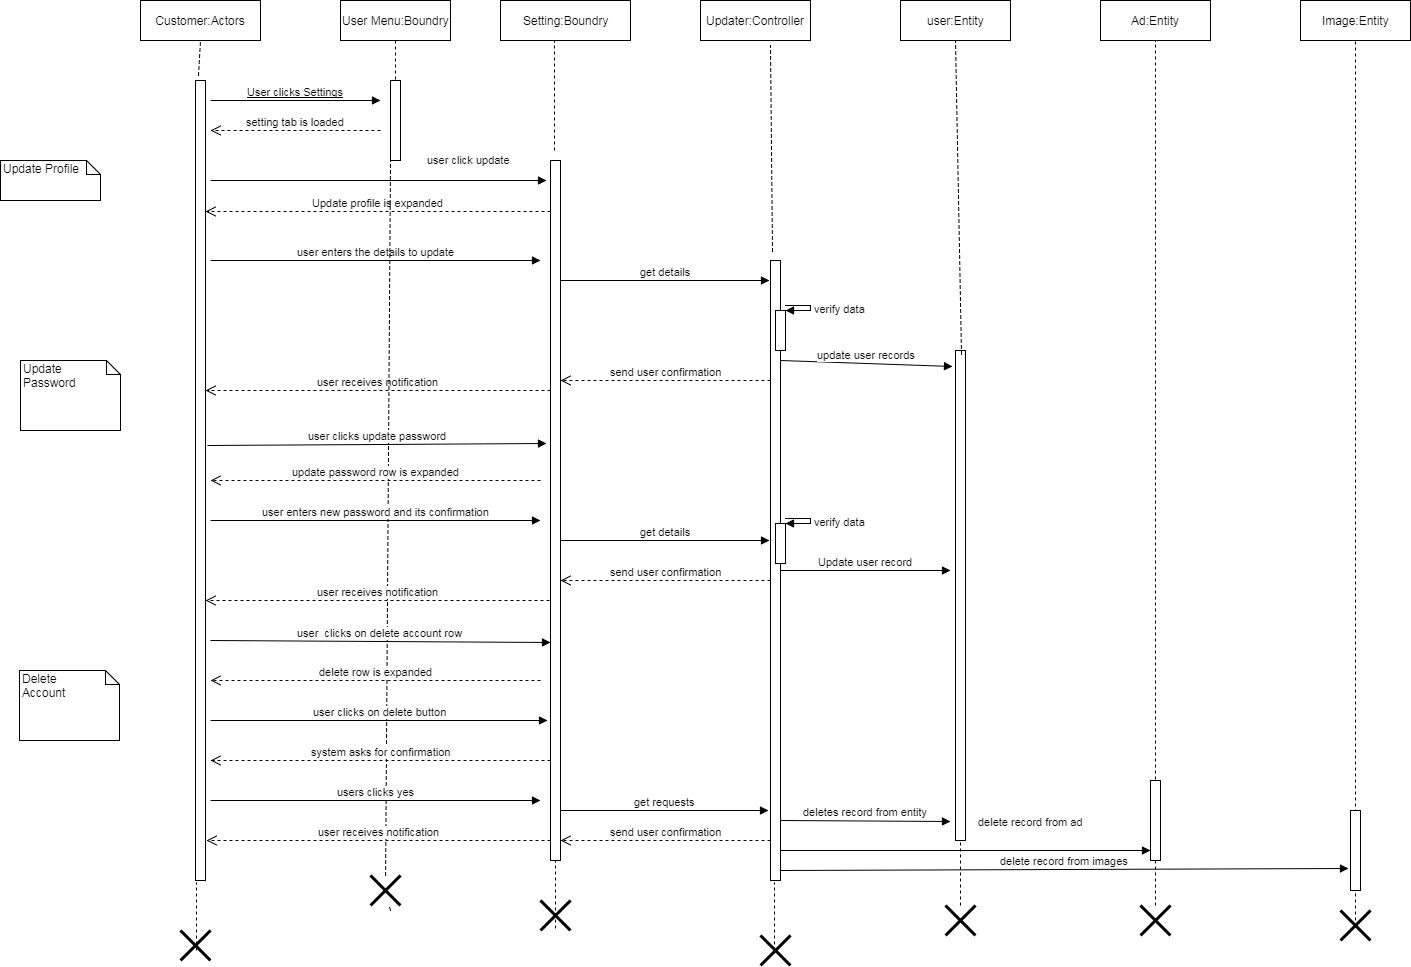 Customer:Actors
User Menu:Boundry
Setting:Boundry
Updater:Controller
user:Entity
Ad:Entity
Image:Entity
User clicks Settings
setting tab is loaded
user click update
Update Profile
Update profile is expanded
user enters the details to update
get details
verify data
update user records
Update
Password
send user confirmation
user receives notification
user clicks update password
update password row is expanded
user enters new password and its confirmation
verify data
get details
Update user record
send user confirmation
user receives notification
user  clicks on delete account row
delete row is expanded
Delete
Account
user clicks on delete button
system asks for confirmation
users clicks yes
get requests
deletes record from entity
delete record from ad
user receives notification
send user confirmation
delete record from images